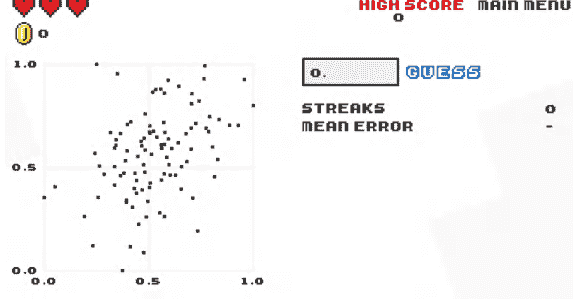 HIGH SCORE MAIN MENU
0
0
1.0
0.5
0.0
0.0 0.5 1.0
0. GUESS
STREAKS 0
MEAN ERROR -